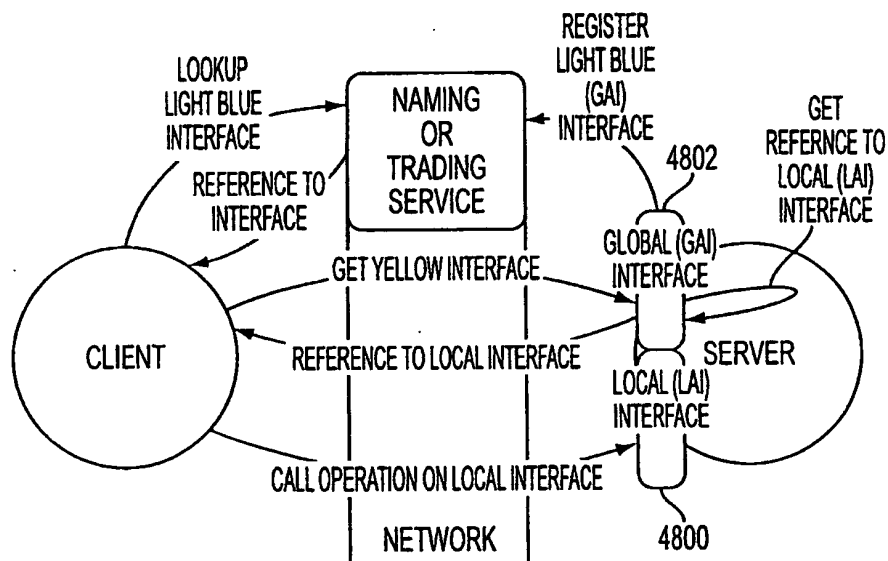 LOOKUP
LIGHT BLUE
INTERFACE
NAMING
OR
TRADING
SERVICE
REGISTER
LIGHT BLUE
(GAI)
INTERFACE
GET
REFERNCE TO
LOCAL (LAI)
INTERFACE
4802
REFERENCE TO
INTERFACE
GLOBAL (GAI)
INTERFACE
GET YELLOW INTERFACE
CLIENT
REFERENCE TO LOCAL INTERFACE
SERVER
LOCAL (LAI)
INTERFACE
CALL OPERATION ON LOCAL INTERFACE
4800
NETWORK